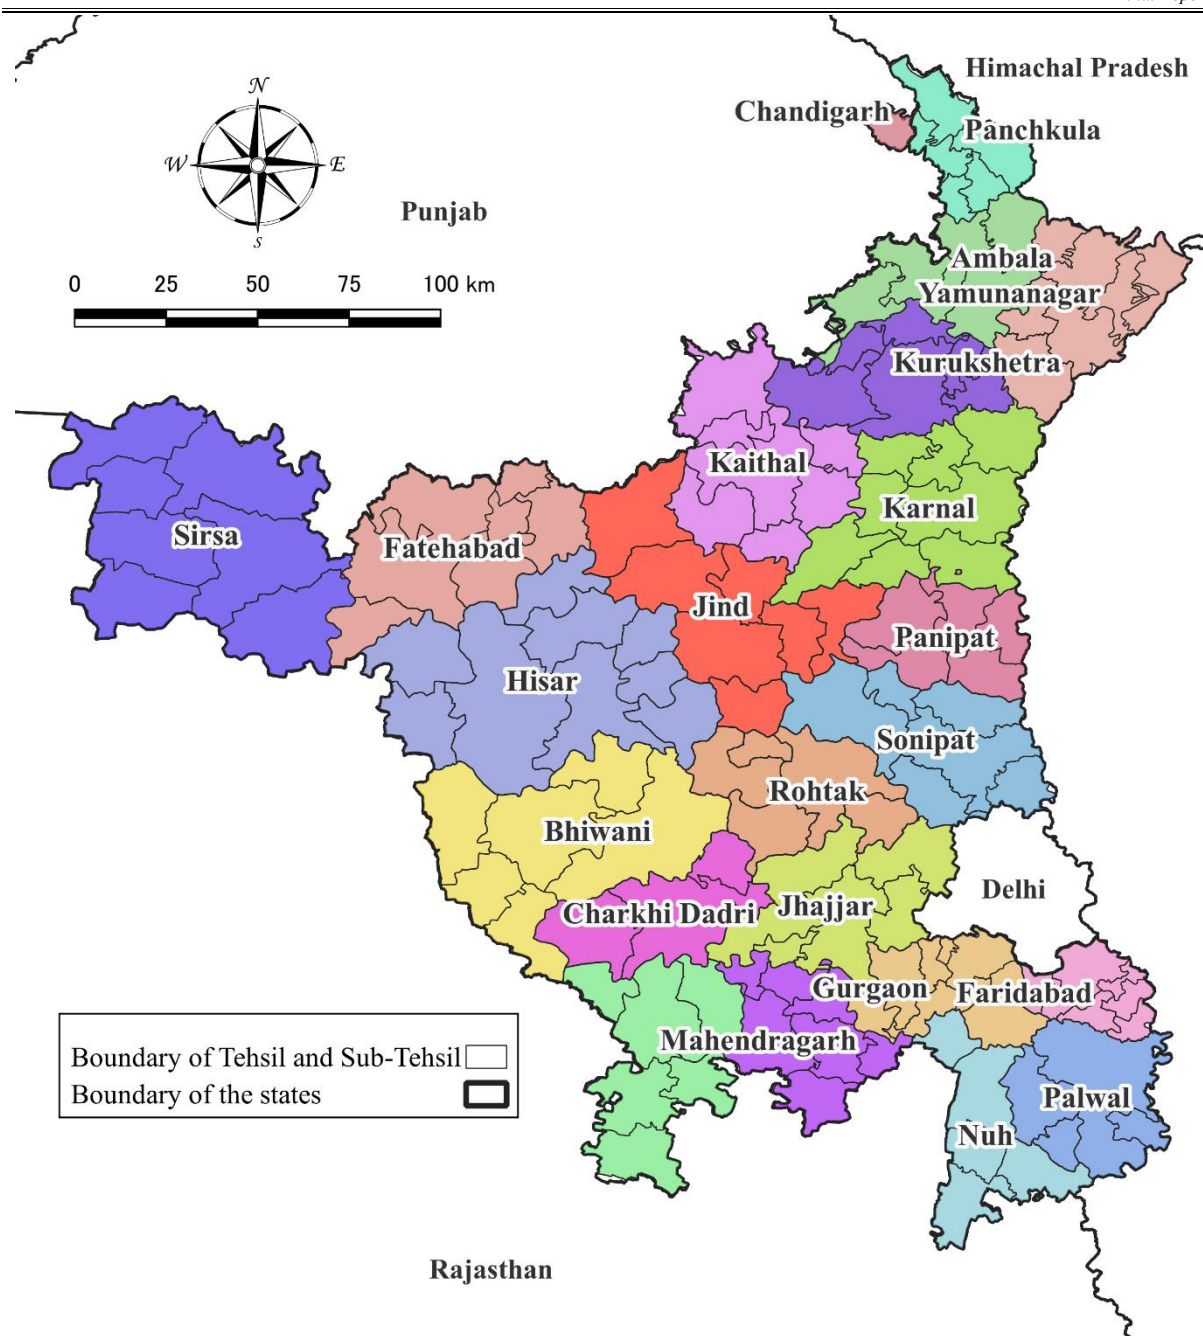 N
W
E
S
0 25 50 75 100 km
Himachal Pradesh
Chandigarh
Panchkula
Punjab
Ambala
Yamunanagar
Kurukshetra
Kaithal
Karnal
Sirsa
Fatehabad
Jind
Panipat
Hisar
Sonipat
Rohtak
Bhiwani
Delhi
Charkhi Dadri
Jhajjar
Gurgaon
Faridabad
Mahendragarh
Palwal
Nuh
Boundary of Tehsil and Sub-Tehsil
Boundary of the states
Rajasthan